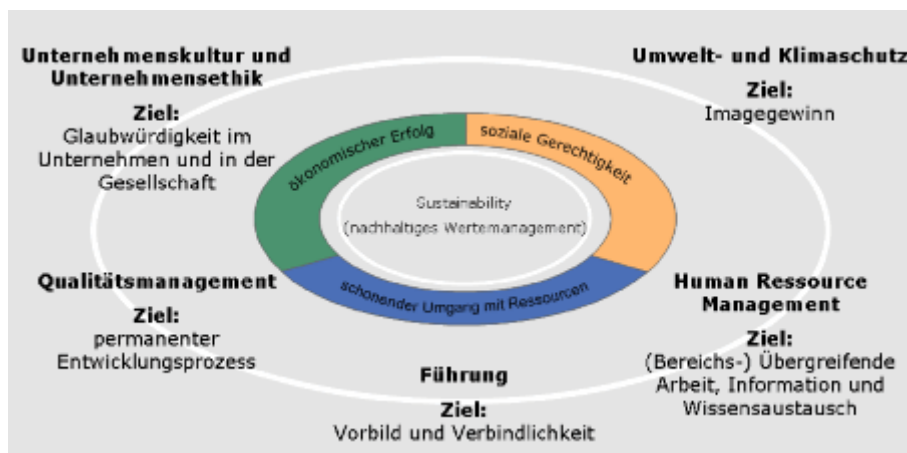 Unternehmenskultur und
Unternehmensethik
Ziel:
Glaubwürdigkeit im
Unternehmen und in der
Gesellschaft
Umwelt- und Klimaschutz
Ziel:
Imagegewinn
ökonomischer Erfolg
soziale Gerechtigkeit
Sustainability
(nachhaltiges Wertemanagement)
schonender Umgang mit Ressourcen
Qualitätsmanagement
Ziel:
permanenter
Entwicklungsprozess
Human Ressource
Management
Ziel:
(Bereichs-) Übergreifende
Arbeit, Information und
Wissensaustausch
Führung
Ziel:
Vorbild und Verbindlichkeit